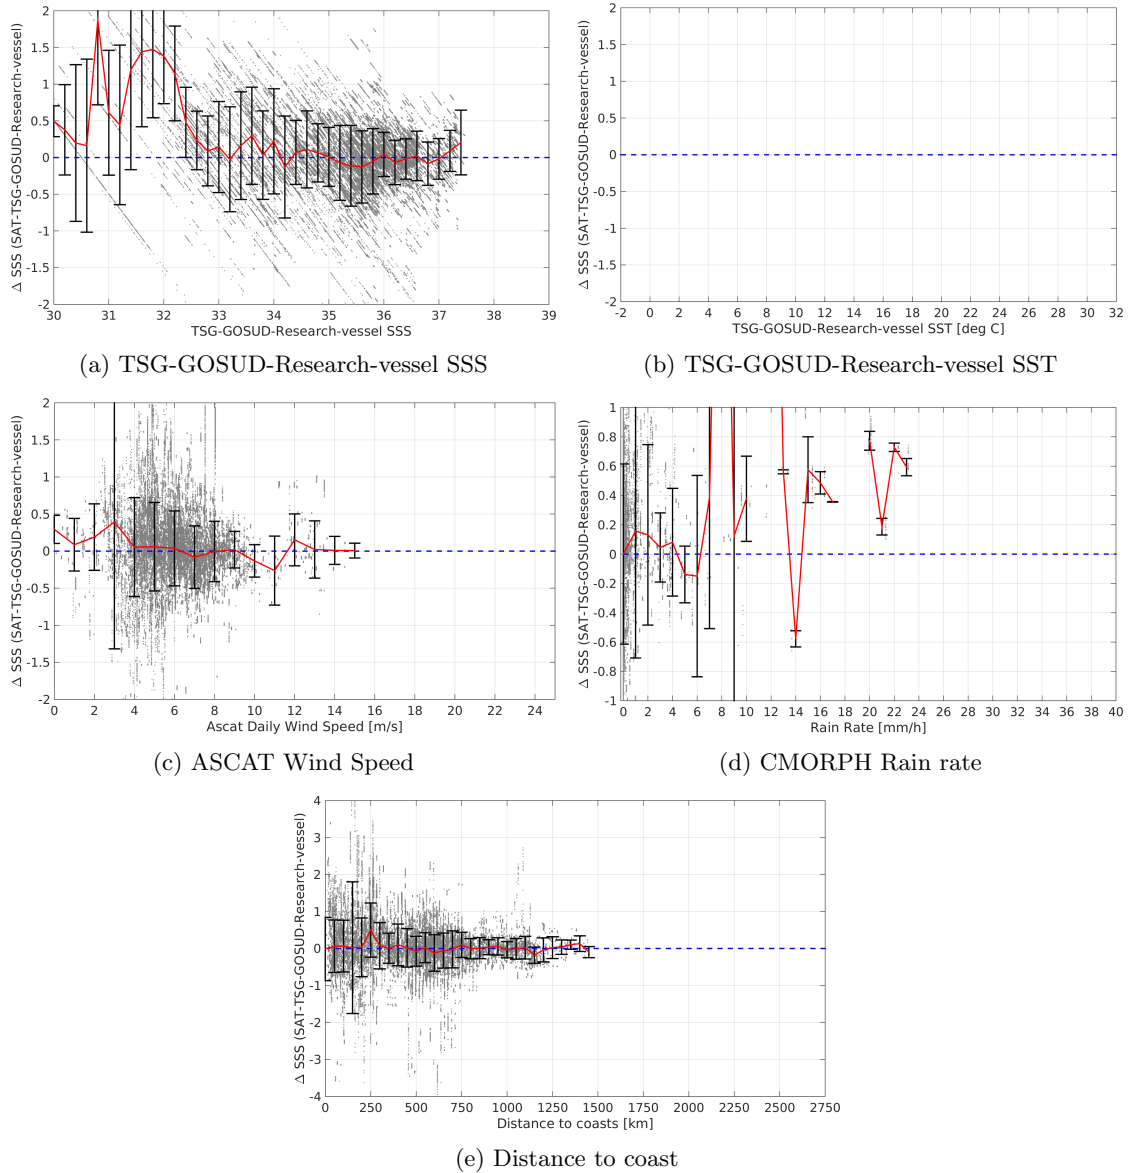 2
1.5
1
0.5
0
-0.5
-1
-1.5
-2
Δ SSS (SAT-TSG-GOSUD-Research-vessel)
30 31 32 33 34 35 36 37 38 39
TSG-GOSUD-Research-vessel SSS
(a) TSG-GOSUD-Research-vessel SSS
2
1.5
1
0.5
0
-0.5
-1
-1.5
-2
Δ SSS (SAT-TSG-GOSUD-Research-vessel)
-2 0 2 4 6 8 10 12 14 16 18 20 22 24 26 28 30 32
TSG-GOSUD-Research-vessel SST [deg C]
(b) TSG-GOSUD-Research-vessel SST
2
1.5
1
0.5
0
-0.5
-1
-1.5
-2
Δ SSS (SAT-TSG-GOSUD-Research-vessel)
0 2 4 6 8 10 12 14 16 18 20 22 24
Ascat Daily Wind Speed [m/s]
(c) ASCAT Wind Speed
1
0.8
0.6
0.4
0.2
0
-0.2
-0.4
-0.6
-0.8
-1
Δ SSS (SAT-TSG-GOSUD-Research-vessel)
0 2 4 6 8 10 12 14 16 18 20 22 24 26 28 30 32 34 36 38 40
Rain Rate [mm/h]
(d) CMORPH Rain rate
4
3
2
1
0
-1
-2
-3
-4
Δ SSS (SAT-TSG-GOSUD-Research-vessel)
0 250 500 750 1000 1250 1500 1750 2000 2250 2500 2750
Distance to coasts [km]
(e) Distance to coast